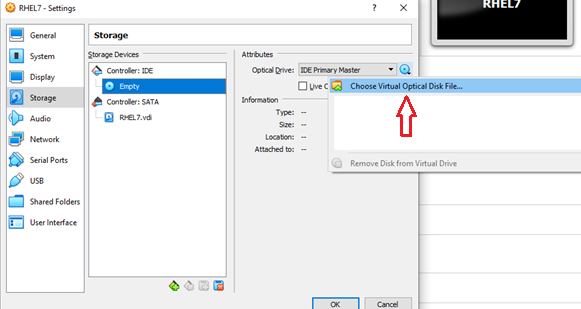 RHEL7 - Settings
RHEL7
General
System
Display
Storage
Audio
Network
Serial Ports
USB
Shared Folders
User Interface
Storage
Storage Devices
Controller: IDE
Empty
Controller: SATA
RHEL7.vdi
Attributes
Optical Drive: IDE Primary Master
Live C
Information
Type: --
Size: --
Location: --
Attached to: --
Choose Virtual Optical Disk File...
Remove Disk from Virtual Drive
OK
Cancel